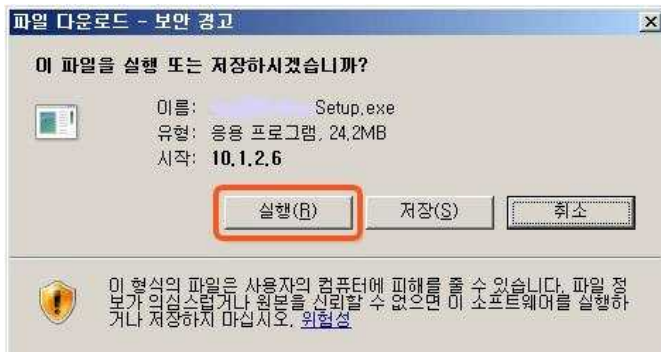 파일 다운로드 - 보안 경고
이 파일을 실행 또는 저장하시겠습니까?
이름: Setup.exe
유형: 응용 프로그램, 24.2MB
시작: 10.1.2.6
실행(R) 저장(S) 취소
이 형식의 파일은 사용자의 컴퓨터에 피해를 줄 수 있습니다. 파일 정
보가 의심스럽거나 원본을 신뢰할 수 없으면 이 소프트웨어를 실행하
거나 저장하지 마십시오. 위험성